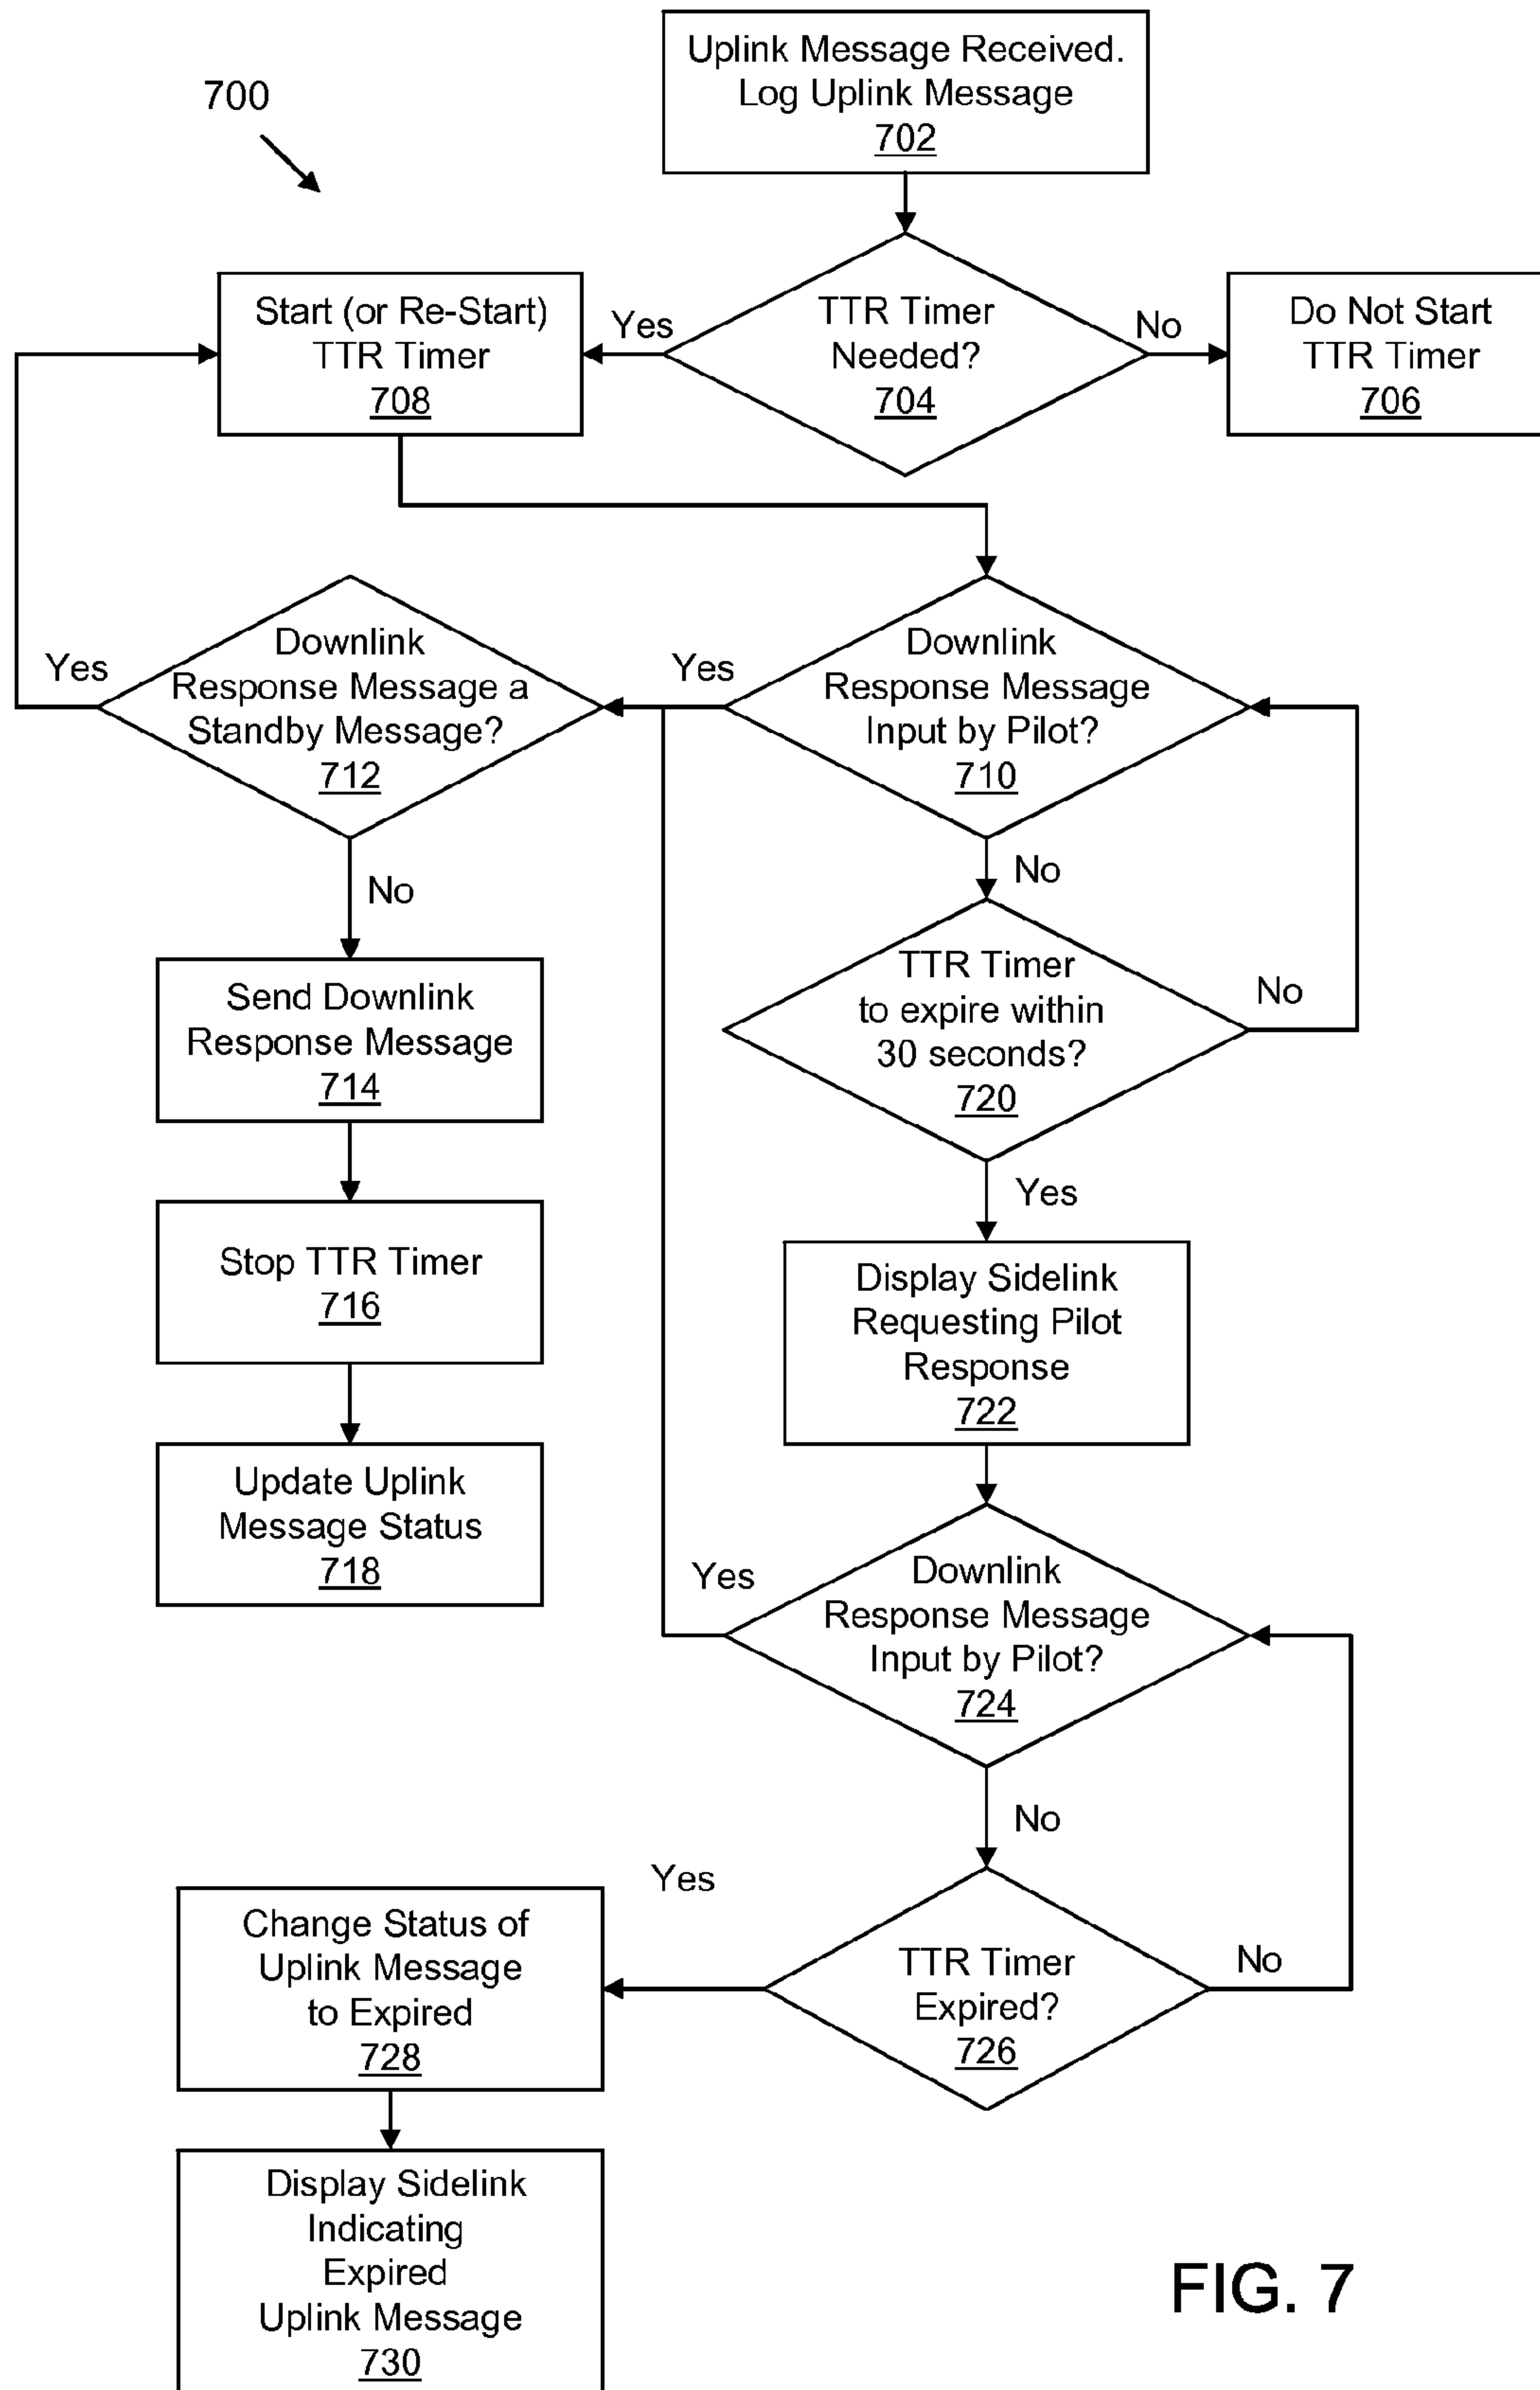 Uplink Message Received.
Log Uplink Message
702
700
Start (or Re-Start)
TTR Timer
708
Yes
TTR Timer
Needed?
704
No
Do Not Start
TTR Timer
706
Yes
Downlink
Response Message a
Standby Message?
712
Yes
Downlink
Response Message
Input by Pilot?
710
No
No
Send Downlink
Response Message
714
TTR Timer
to expire within
30 seconds?
720
No
Yes
Stop TTR Timer
716
Display Sidelink
Requesting Pilot
Response
722
Update Uplink
Message Status
718
Yes
Downlink
Response Message
Input by Pilot?
724
No
Yes
Change Status of
Uplink Message
to Expired
728
TTR Timer
Expired?
726
No
Display Sidelink
Indicating
Expired
Uplink Message
730
FIG. 7